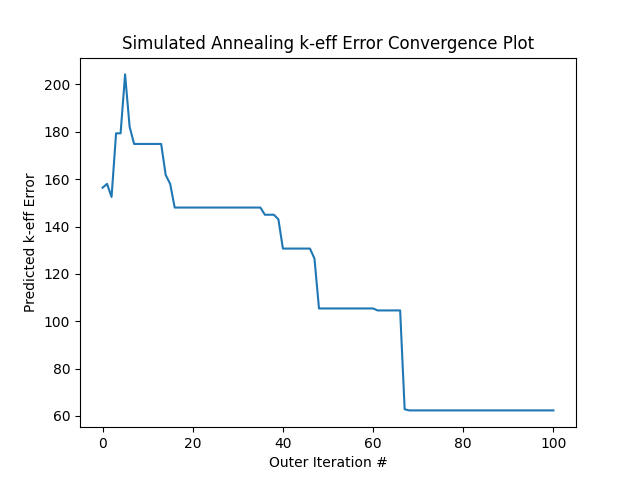 Simulated Annealing k-eff Error Convergence Plot
200
180
160
140
120
100
80
60
Predicted k-eff Error
0 20 40 60 80 100
Outer Iteration #